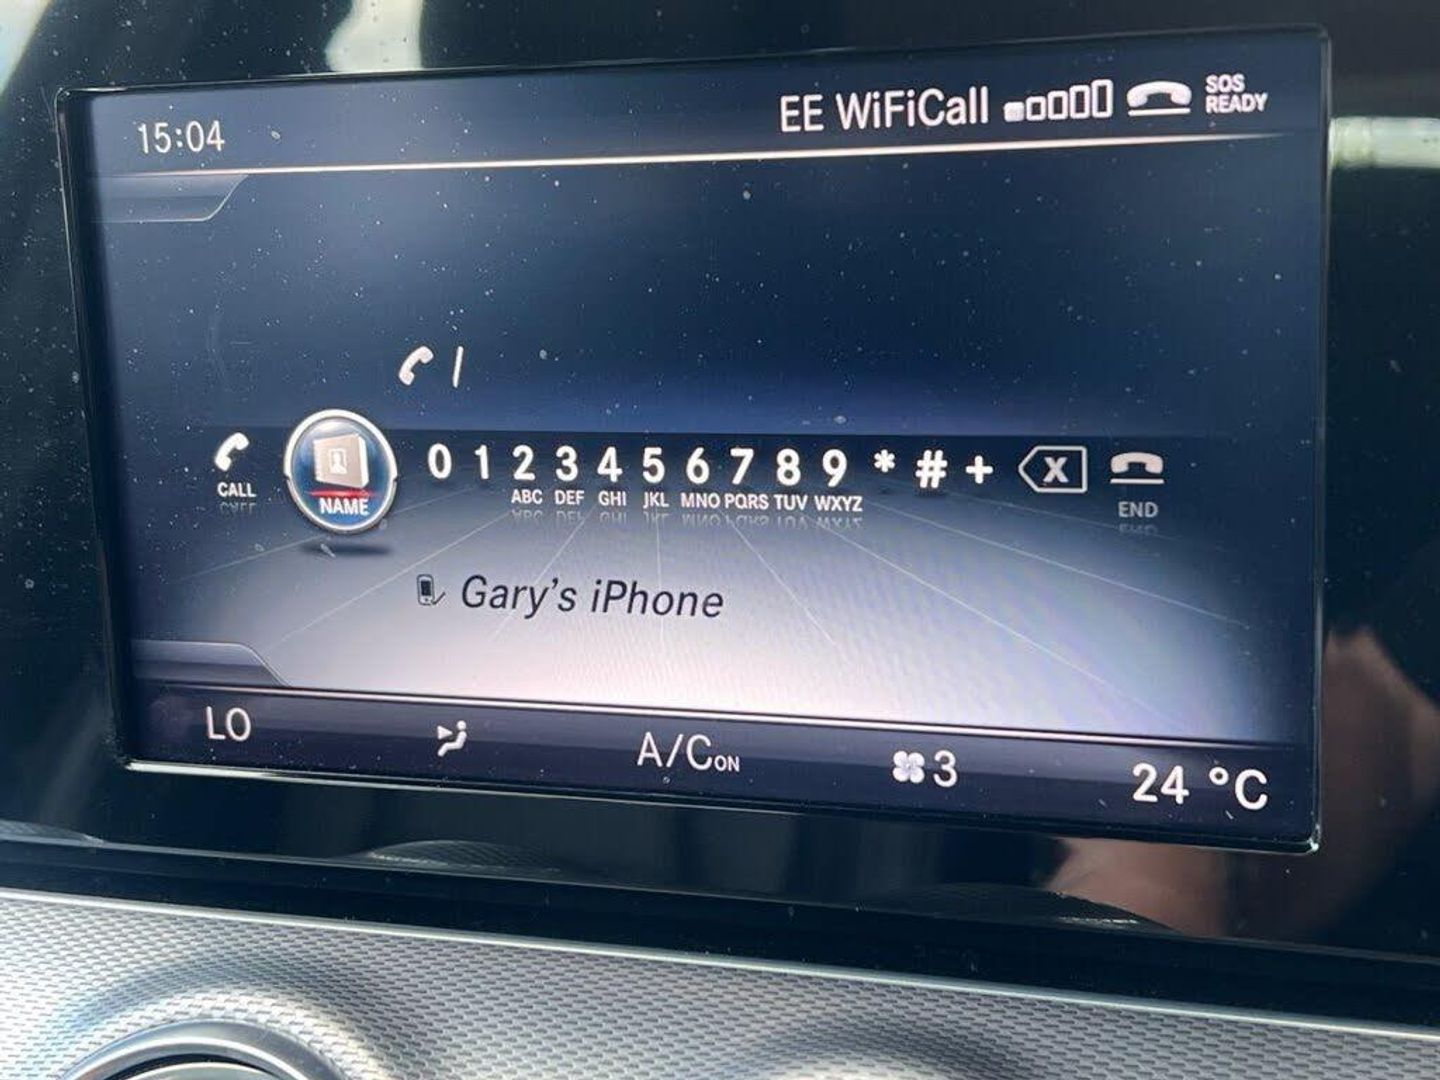 15:04 EE WiFiCall SOS READY
CALL NAME 0 1 2 3 4 5 6 7 8 9 * # + X END
ABC DEF GHI JKL MNO PQRS TUV WXYZ
Gary's iPhone
LO A/C ON 3 24 °C